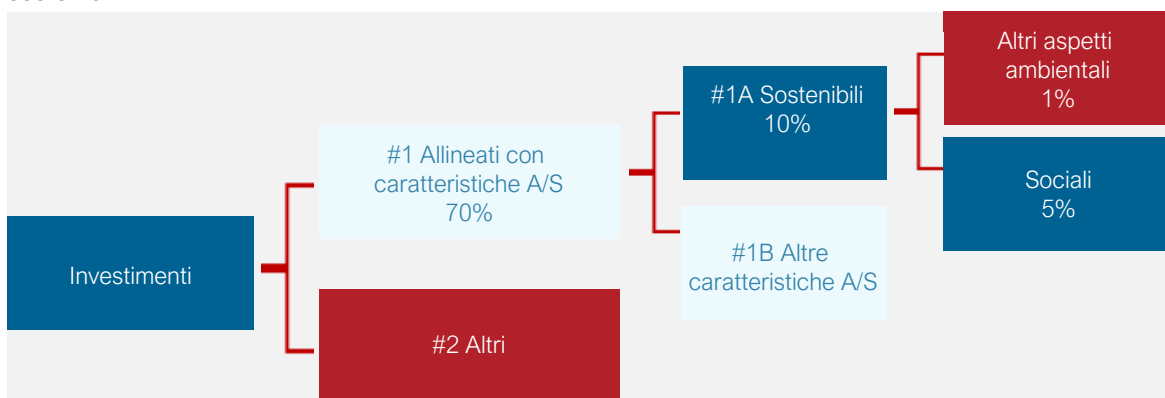 Altri aspetti
ambientali
1%
#1A Sostenibili
10%
#1 Allineati con
caratteristiche A/S
70%
Sociali
5%
#1B Altre
caratteristiche A/S
Investimenti
#2 Altri